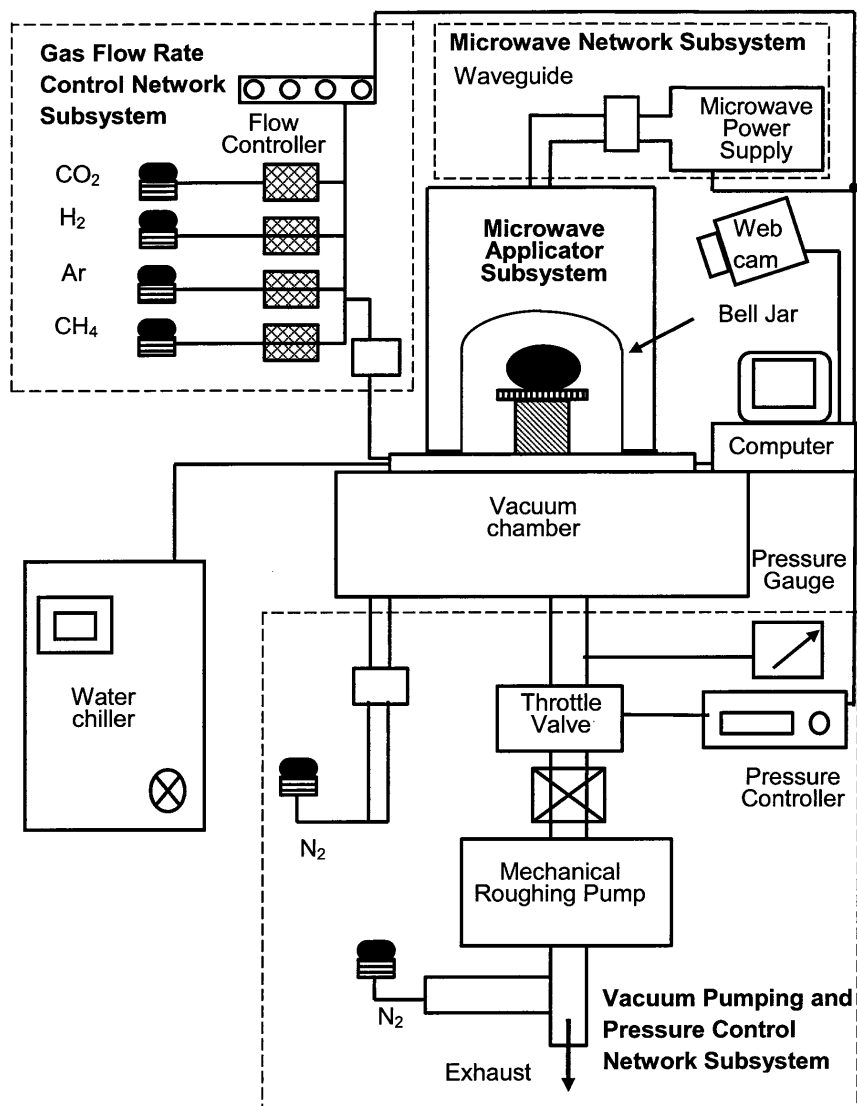 Gas Flow Rate
Control Network
Subsystem
Flow
Controller
CO₂
H₂
Ar
CH₄
Microwave Network Subsystem
Waveguide
Microwave
Power
Supply
Microwave
Applicator
Subsystem
Web
cam
Bell Jar
Computer
Vacuum
chamber
Pressure
Gauge
Water
chiller
Throttle
Valve
Pressure
Controller
N₂
Mechanical
Roughing Pump
N₂
Vacuum Pumping and
Pressure Control
Network Subsystem
Exhaust